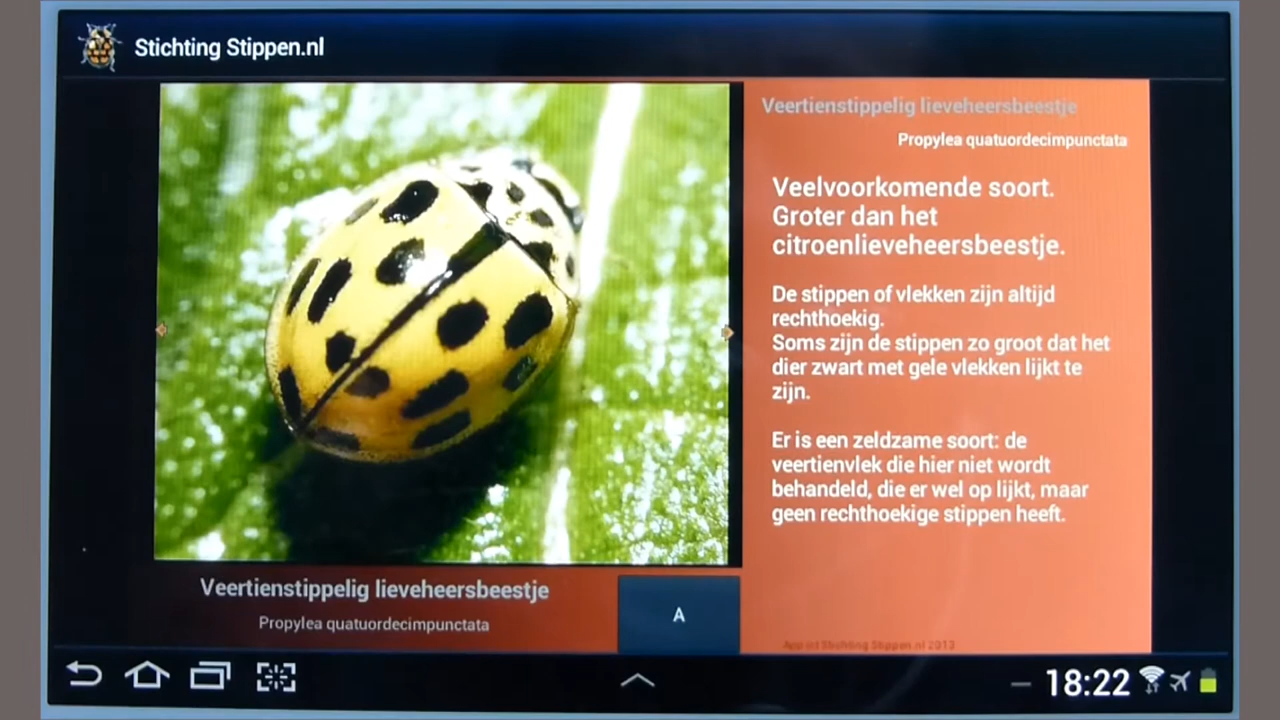 Stichting Stippen.nl
Veertienstippelig lieveheersbeestje
Propylea quatuordecimpunctata
Veelvoorkomende soort.
Groter dan het
citroenlieveheersbeestje.
De stippen of vlekken zijn altijd
rechthoekig.
Soms zijn de stippen zo groot dat het
dier zwart met gele vlekken lijkt te
zijn.
Er is een zeldzame soort: de
veertienvlek die hier niet wordt
behandeld, die er wel op lijkt, maar
geen rechthoekige stippen heeft.
Veertienstippelig lieveheersbeestje
Propylea quatuordecimpunctata
A
Stichting Stippen.nl 2013
18:22